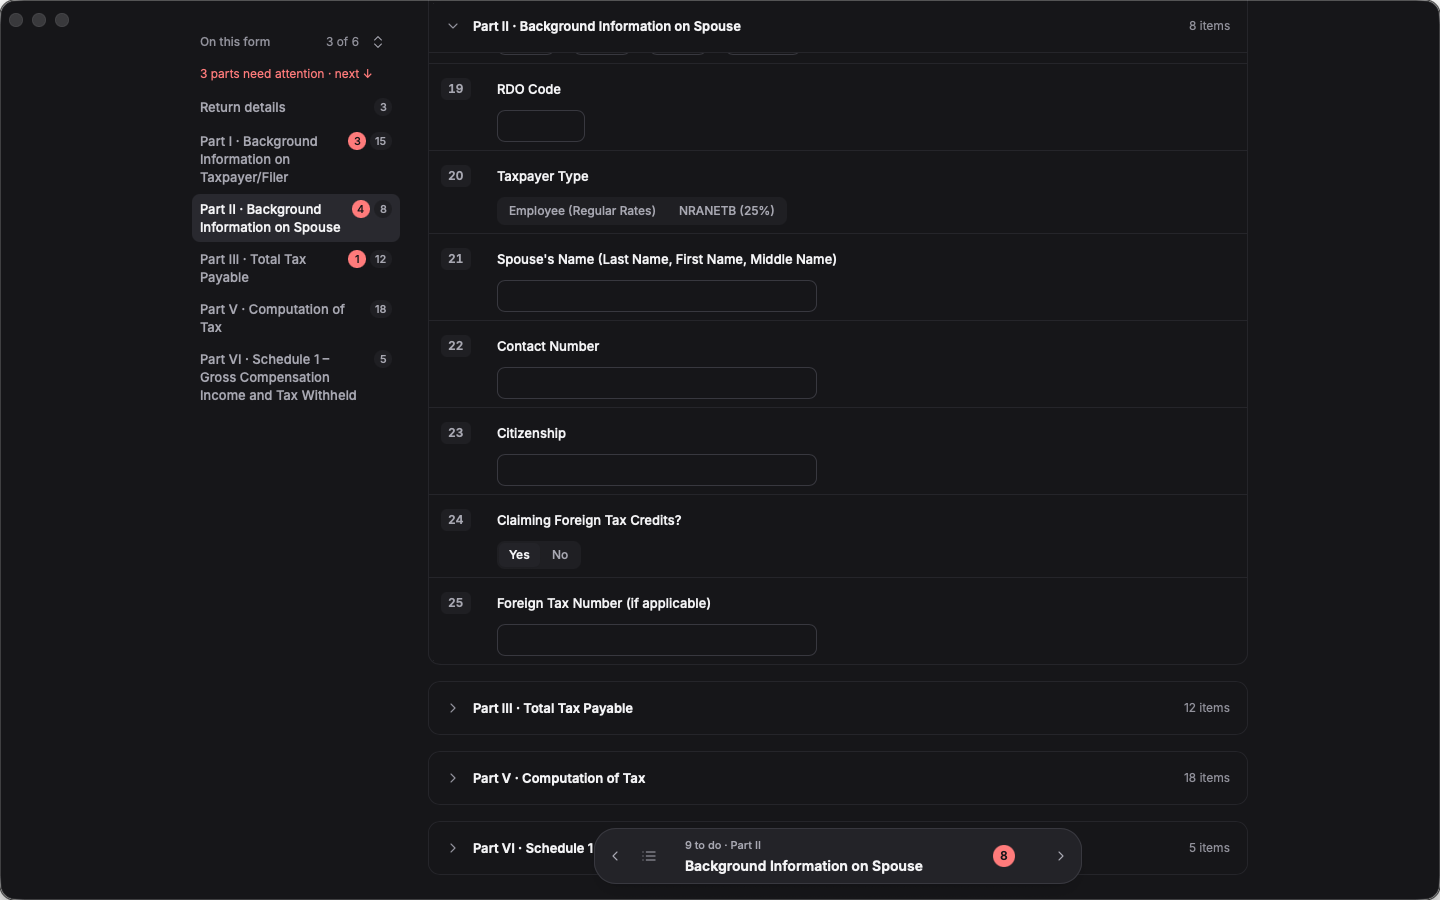 On this form
3 of 6
3 parts need attention · next ↓
Return details
3
Part I · Background Information on Taxpayer/Filer
3
15
Part II · Background Information on Spouse
4
8
Part III · Total Tax Payable
1
12
Part V · Computation of Tax
18
Part VI · Schedule 1 – Gross Compensation Income and Tax Withheld
5
Part II · Background Information on Spouse
8 items
19
RDO Code
20
Taxpayer Type
Employee (Regular Rates)
NRANETB (25%)
21
Spouse's Name (Last Name, First Name, Middle Name)
22
Contact Number
23
Citizenship
24
Claiming Foreign Tax Credits?
Yes
No
25
Foreign Tax Number (if applicable)
Part III · Total Tax Payable
12 items
Part V · Computation of Tax
18 items
Part VI · Schedule 1
5 items
9 to do · Part II
Background Information on Spouse
8